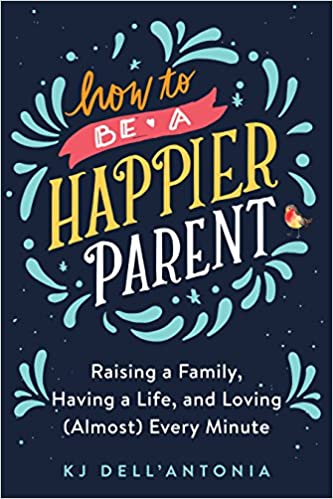 how to
BE A
HAPPIER
PARENT
Raising a Family,
Having a Life, and Loving
(Almost) Every Minute
KJ DELL'ANTONIA